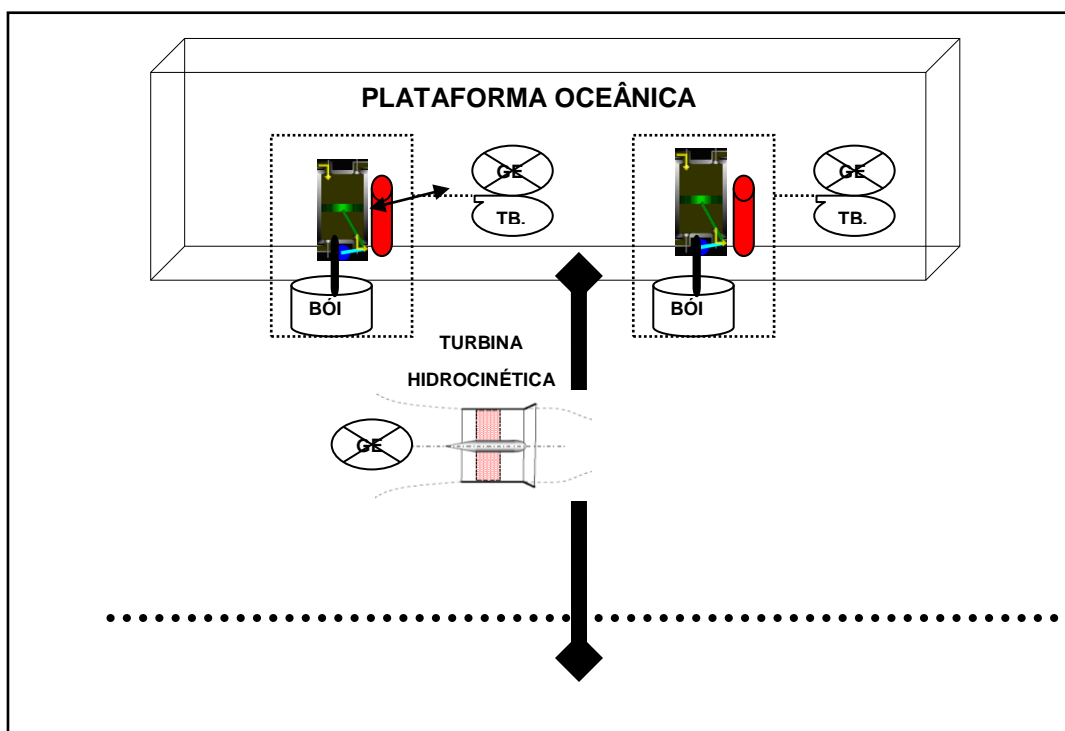 PLATAFORMA OCEÂNICA
GE
TB.
GE
TB.
BÓI
BÓI
TURBINA
HIDROCINÉTICA
GE